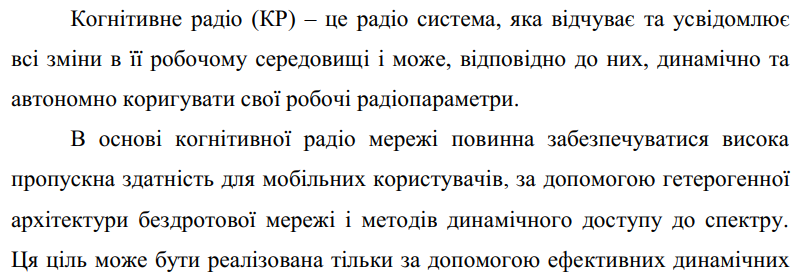 Когнітивне радіо (КР) – це радіо система, яка відчуває та усвідомлює
всі зміни в її робочому середовищі і може, відповідно до них, динамічно та
автономно коригувати свої робочі радіопараметри.
В основі когнітивної радіо мережі повинна забезпечуватися висока
пропускна здатність для мобільних користувачів, за допомогою гетерогенної
архітектури бездротової мережі і методів динамічного доступу до спектру.
Ця ціль може бути реалізована тільки за допомогою ефективних динамічних